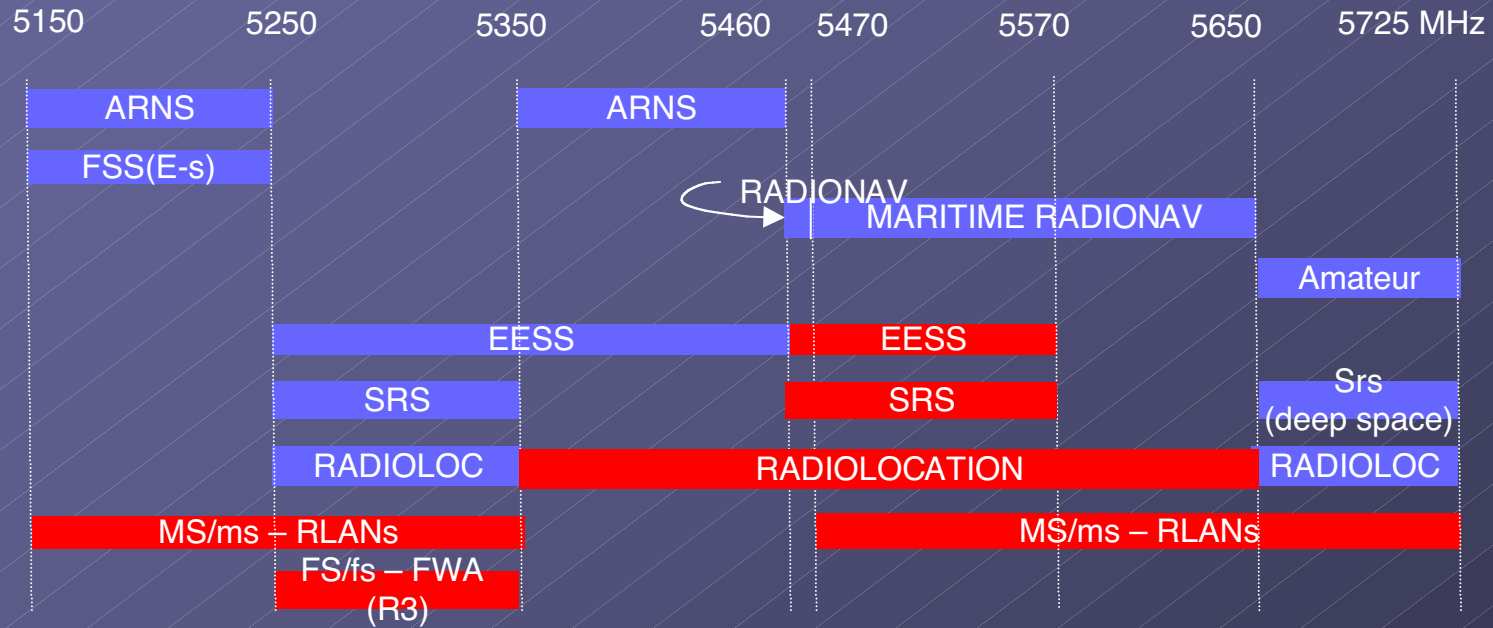 5150 5250 5350 5460 5470 5570 5650 5725 MHz
ARNS ARNS
FSS(E-s)
RADIONAV
MARITIME RADIONAV
Amateur
EESS EESS
SRS SRS Srs
(deep space)
RADIOLOC RADIOLOCATION RADIOLOC
MS/ms – RLANs MS/ms – RLANs
FS/fs – FWA
(R3)